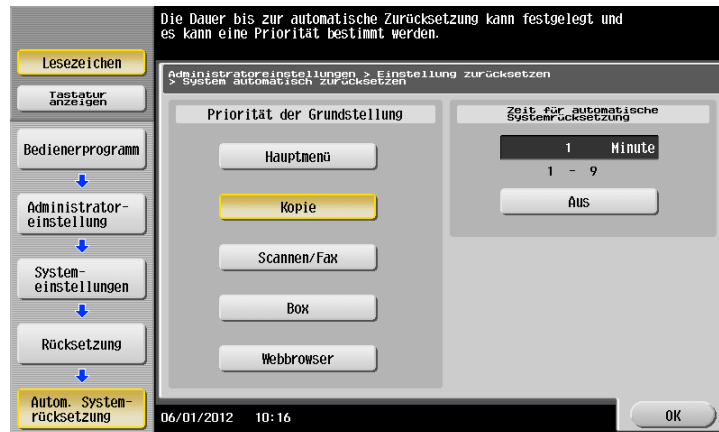 Die Dauer bis zur automatische Zurücksetzung kann festgelegt und
es kann eine Priorität bestimmt werden.
Lesezeichen
Tastatur
anzeigen
Bedienerprogramm
Administrator-
einstellung
System-
einstellungen
Rücksetzung
Autom. System-
rücksetzung
Administratoreinstellungen > Einstellung zurücksetzen
> System automatisch zurücksetzen
Priorität der Grundstellung
Hauptmenü
Kopie
Scannen/Fax
Box
Webbrowser
Zeit für automatische
Systemrücksetzung
1 Minute
1 - 9
Aus
06/01/2012 10:16
OK